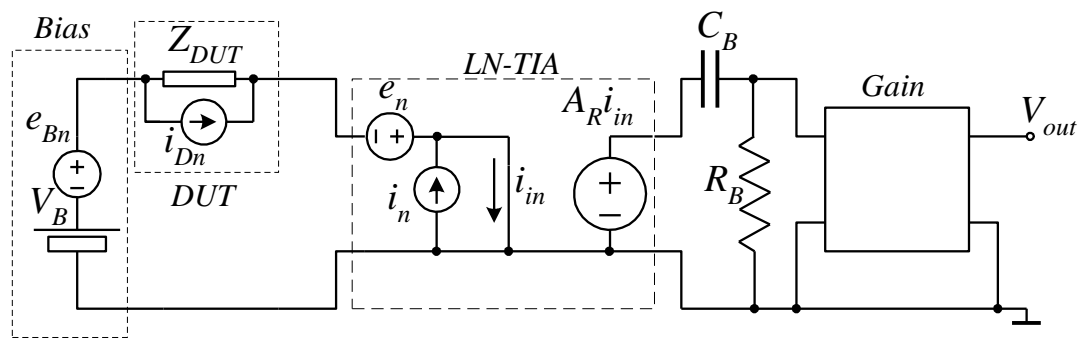 Bias
Z_DUT
LN-TIA
C_B
e_n
A_R i_in
Gain
V_out
e_Bn
i_Dn
V_B
DUT
i_n
i_in
R_B